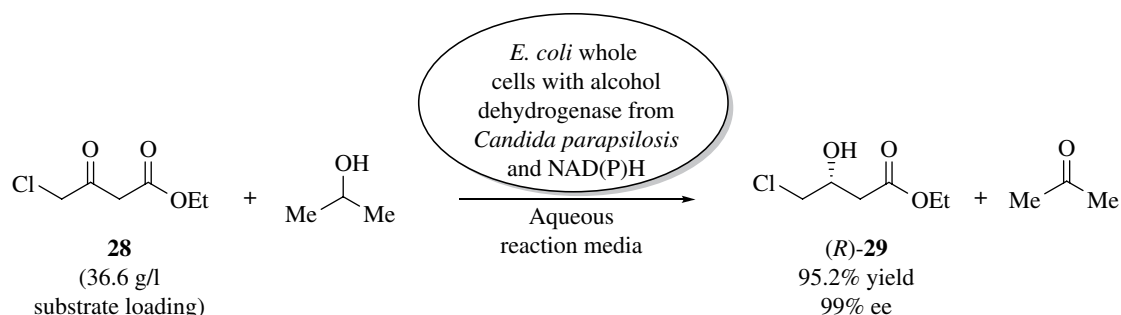 E. coli whole
cells with alcohol
dehydrogenase from
Candida parapsilosis
and NAD(P)H
O
O
Cl
OEt
+
OH
Me
Me
Aqueous
reaction media
OH
O
Cl
OEt
+
O
Me
Me
28
(36.6 g/l
substrate loading)
(R)-29
95.2% yield
99% ee